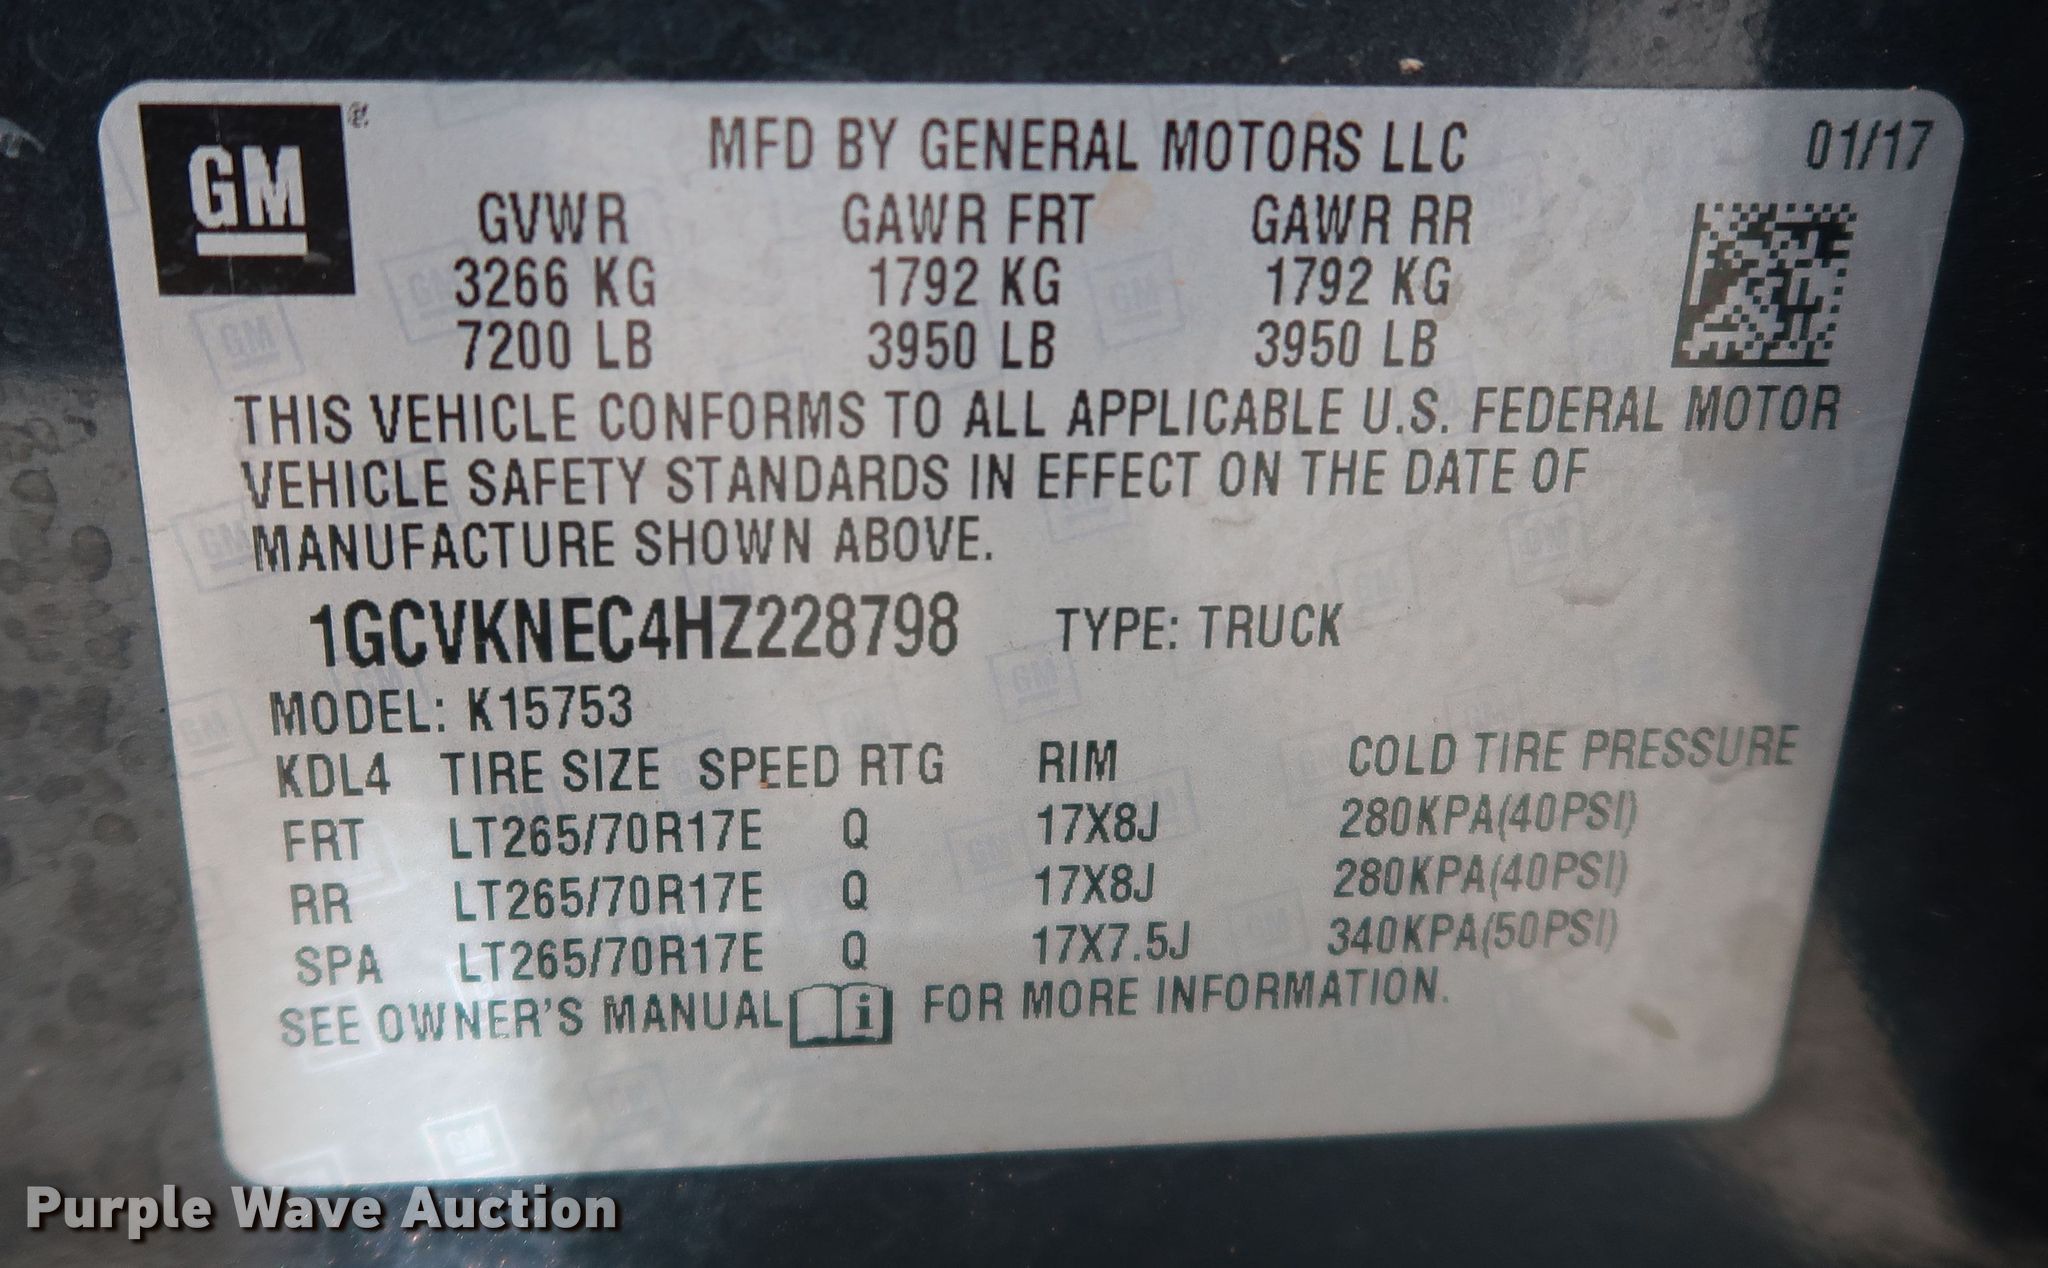 GM ®
MFD BY GENERAL MOTORS LLC 01/17
GVWR GAWR FRT GAWR RR
3266 KG 1792 KG 1792 KG
7200 LB 3950 LB 3950 LB
THIS VEHICLE CONFORMS TO ALL APPLICABLE U.S. FEDERAL MOTOR
VEHICLE SAFETY STANDARDS IN EFFECT ON THE DATE OF
MANUFACTURE SHOWN ABOVE.
1GCVKNEC4HZ228798 TYPE: TRUCK
MODEL: K15753
KDL4 TIRE SIZE SPEED RTG RIM COLD TIRE PRESSURE
FRT LT265/70R17E Q 17X8J 280KPA(40PSI)
RR LT265/70R17E Q 17X8J 280KPA(40PSI)
SPA LT265/70R17E Q 17X7.5J 340KPA(50PSI)
SEE OWNER'S MANUAL i FOR MORE INFORMATION.
Purple Wave Auction